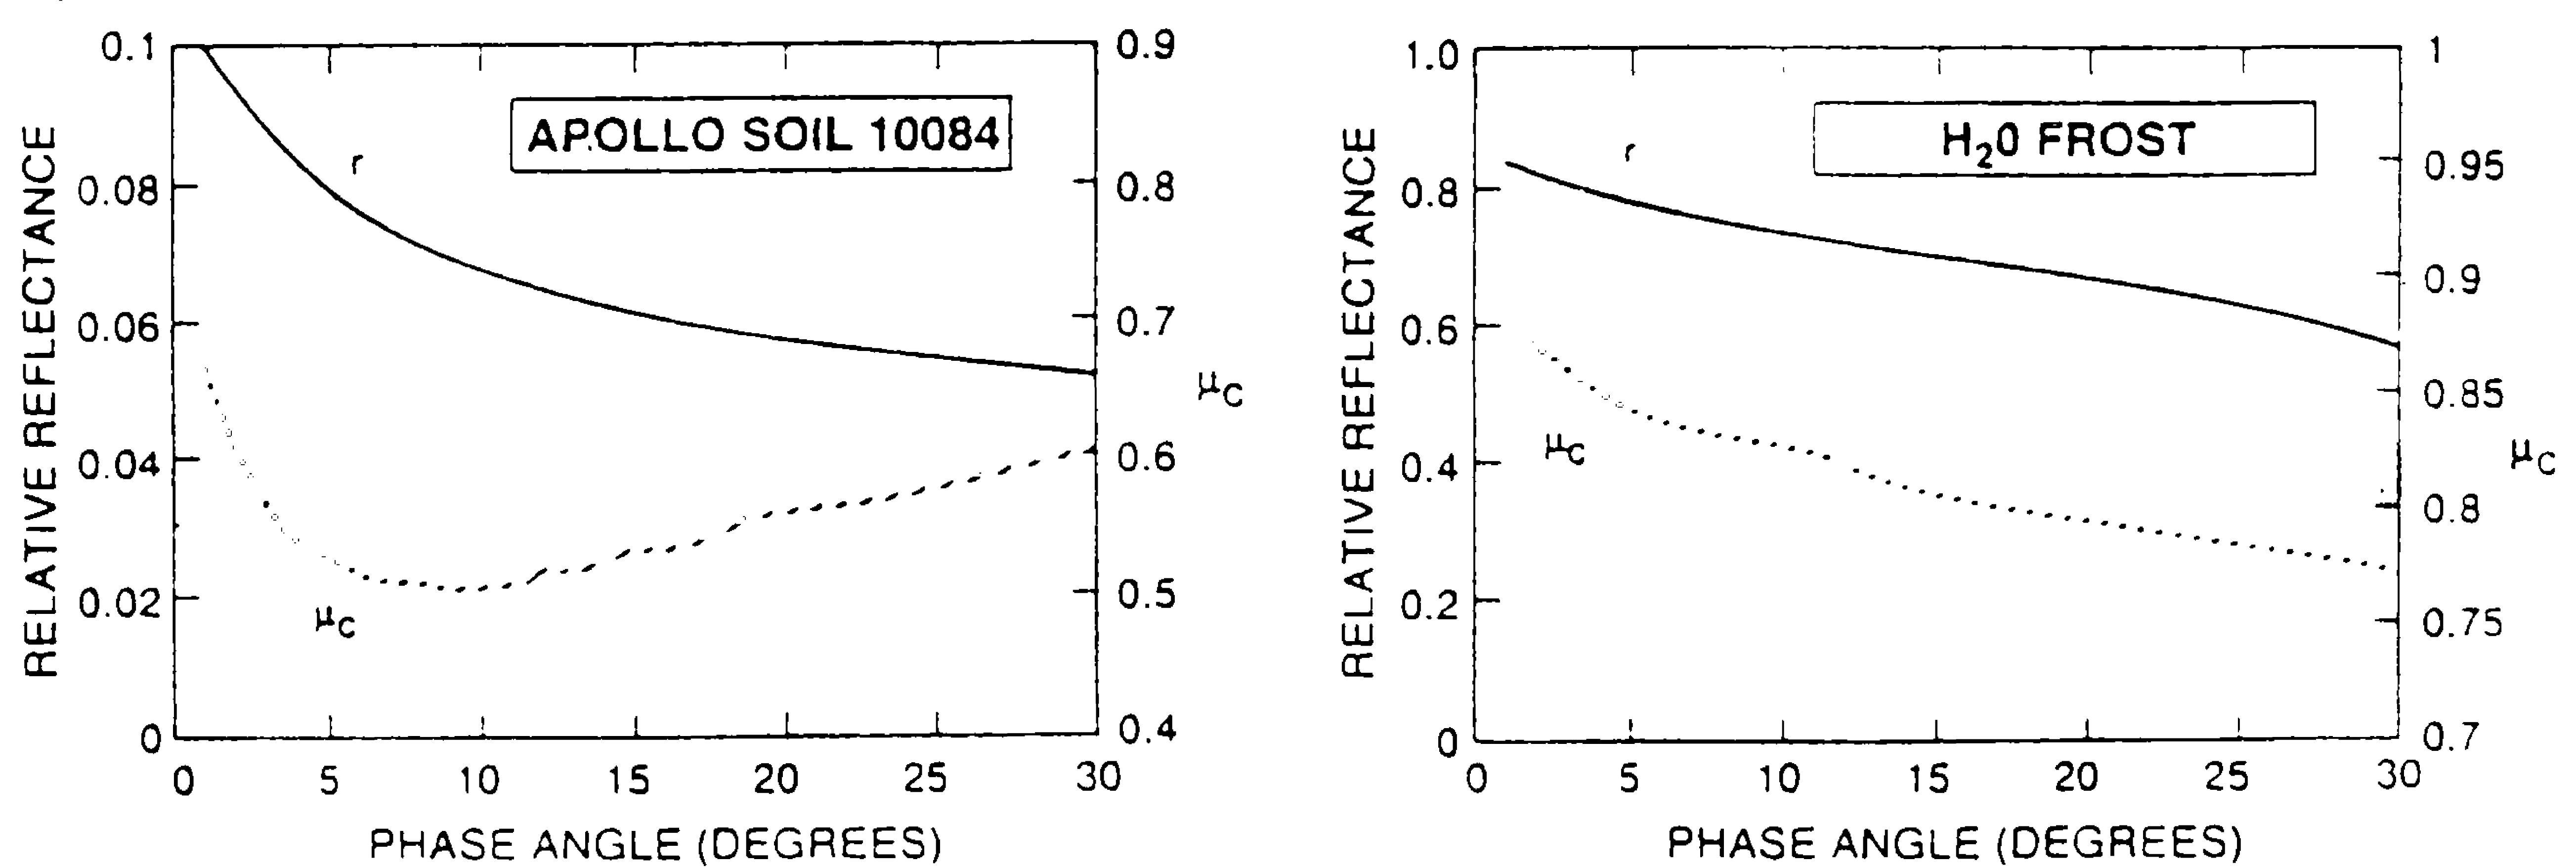 APOLLO SOIL 10084
RELATIVE REFLECTANCE
0.1
0.08
0.06
0.04
0.02
0
0.9
0.8
0.7
0.6
0.5
0.4
r
μC
μC
0 5 10 15 20 25 30
PHASE ANGLE (DEGREES)
H20 FROST
RELATIVE REFLECTANCE
1.0
0.8
0.6
0.4
0.2
0
1
0.95
0.9
0.85
0.8
0.75
0.7
r
μC
μC
0 5 10 15 20 25 30
PHASE ANGLE (DEGREES)